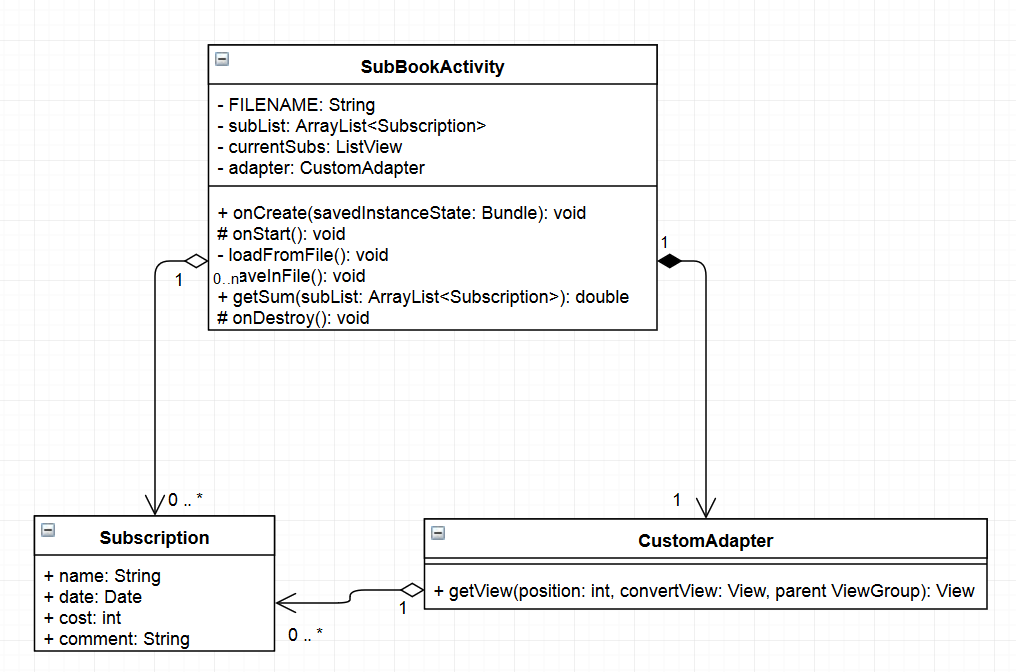 SubBookActivity
- FILENAME: String
- subList: ArrayList<Subscription>
- currentSubs: ListView
- adapter: CustomAdapter
+ onCreate(savedInstanceState: Bundle): void
# onStart(): void
- loadFromFile(): void
0..n aveInFile(): void
+ getSum(subList: ArrayList<Subscription>): double
# onDestroy(): void
1
1
0 .. *
1
Subscription
+ name: String
+ date: Date
+ cost: int
+ comment: String
CustomAdapter
+ getView(position: int, convertView: View, parent ViewGroup): View
1
0 .. *